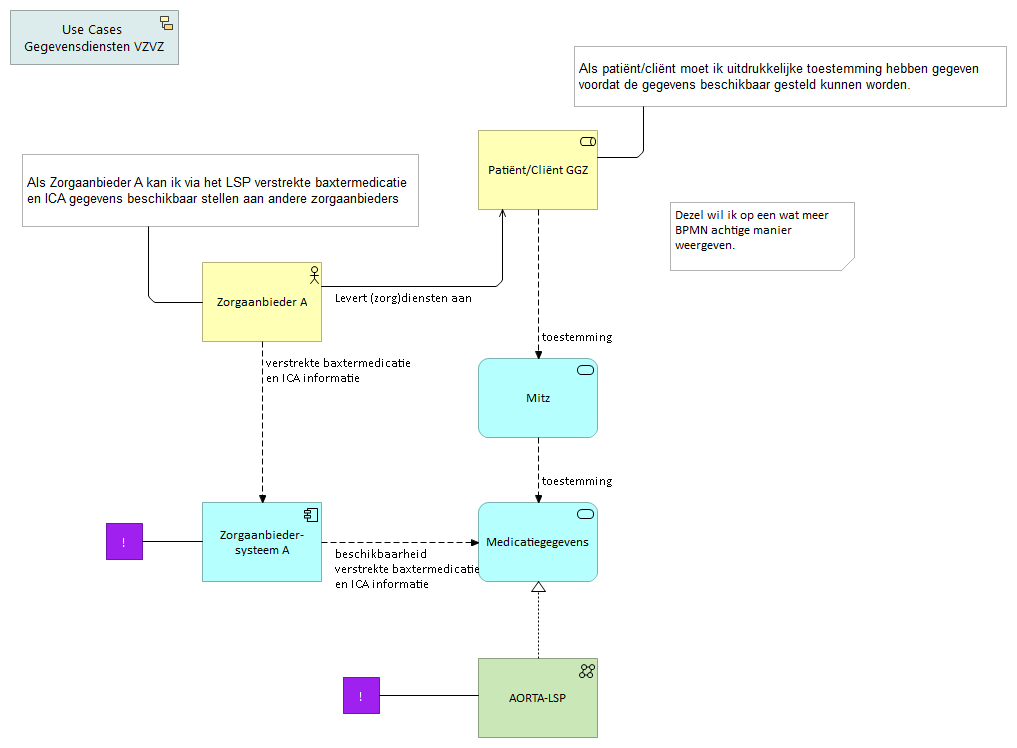 Use Cases
Gegevensdiensten VZVZ
Als patiënt/cliënt moet ik uitdrukkelijke toestemming hebben gegeven
voordat de gegevens beschikbaar gesteld kunnen worden.
Patiënt/Cliënt GGZ
Als Zorgaanbieder A kan ik via het LSP verstrekte baxtermedicatie
en ICA gegevens beschikbaar stellen aan andere zorgaanbieders
Dezel wil ik op een wat meer
BPMN achtige manier
weergeven.
Zorgaanbieder A
Levert (zorg)diensten aan
toestemming
verstrekte baxtermedicatie
en ICA informatie
Mitz
toestemming
Zorgaanbieder-
systeem A
!
beschikbaarheid
verstrekte baxtermedicatie
en ICA informatie
Medicatiegegevens
!
AORTA-LSP